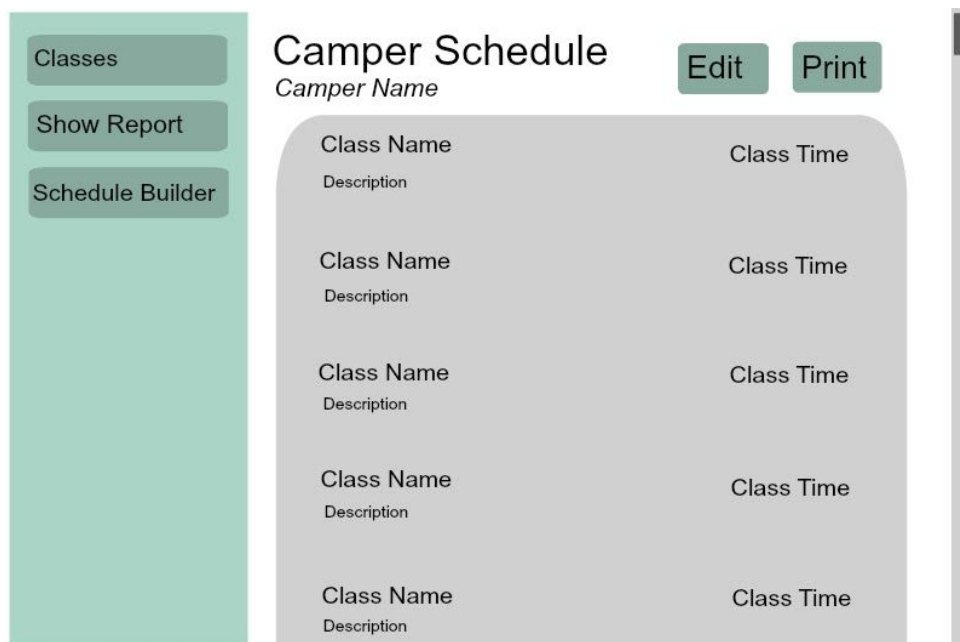 Classes
Show Report
Schedule Builder
Camper Schedule
Camper Name
Edit
Print
Class Name
Class Time
Description
Class Name
Class Time
Description
Class Name
Class Time
Description
Class Name
Class Time
Description
Class Name
Class Time
Description